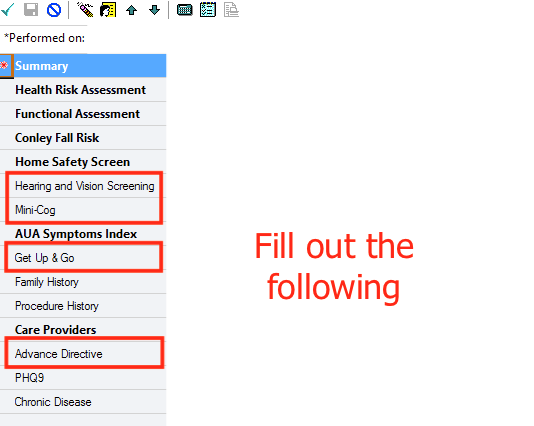 *Performed on:
Summary
Health Risk Assessment
Functional Assessment
Conley Fall Risk
Home Safety Screen
Hearing and Vision Screening
Mini-Cog
AUA Symptoms Index
Get Up & Go
Family History
Procedure History
Care Providers
Advance Directive
PHQ9
Chronic Disease
Fill out the
following